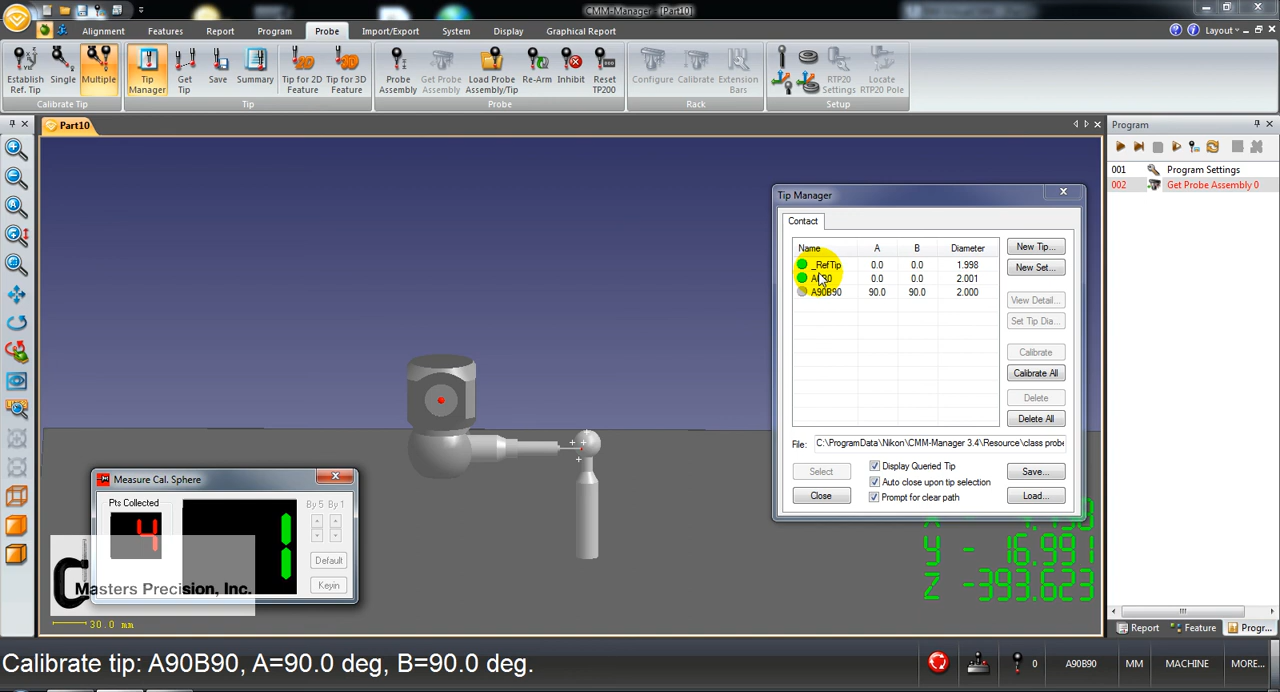 CMM-Manager - [Part10]
Alignment Features Report Program Probe Import/Export System Display Graphical Report Layout
Establish Ref. Tip Single Multiple Tip Manager Get Tip Save Summary Tip for 2D Feature Tip for 3D Feature Probe Assembly Get Probe Assembly Load Probe Assembly/Tip Re-Arm Inhibit Reset TP200 Configure Calibrate Extension Bars RTP20 Settings Locate RTP20 Pole
Calibrate Tip Tip Probe Rack Setup
Part10
Program
001 Program Settings
002 Get Probe Assembly 0
Tip Manager
Contact
Name A B Diameter
_RefTip 0.0 0.0 1.998
0.0 0.0 2.001
A90B90 90.0 90.0 2.000
New Tip...
New Set...
View Detail...
Set Tip Dia...
Calibrate
Calibrate All
Delete
Delete All
File: C:\ProgramData\Nikon\CMM-Manager 3.4\Resource\class probe
Select
Display Queried Tip
Save...
Auto close upon tip selection
Close
Prompt for clear path
Load...
Measure Cal. Sphere
Pts Collected
4
1
By 5 By 1
Default
Keyin
Masters Precision, Inc.
X
Y - 16.991
Z -393.623
30.0 mm
Report Feature Progr...
Calibrate tip: A90B90, A=90.0 deg, B=90.0 deg.
0 A90B90 MM MACHINE MORE...